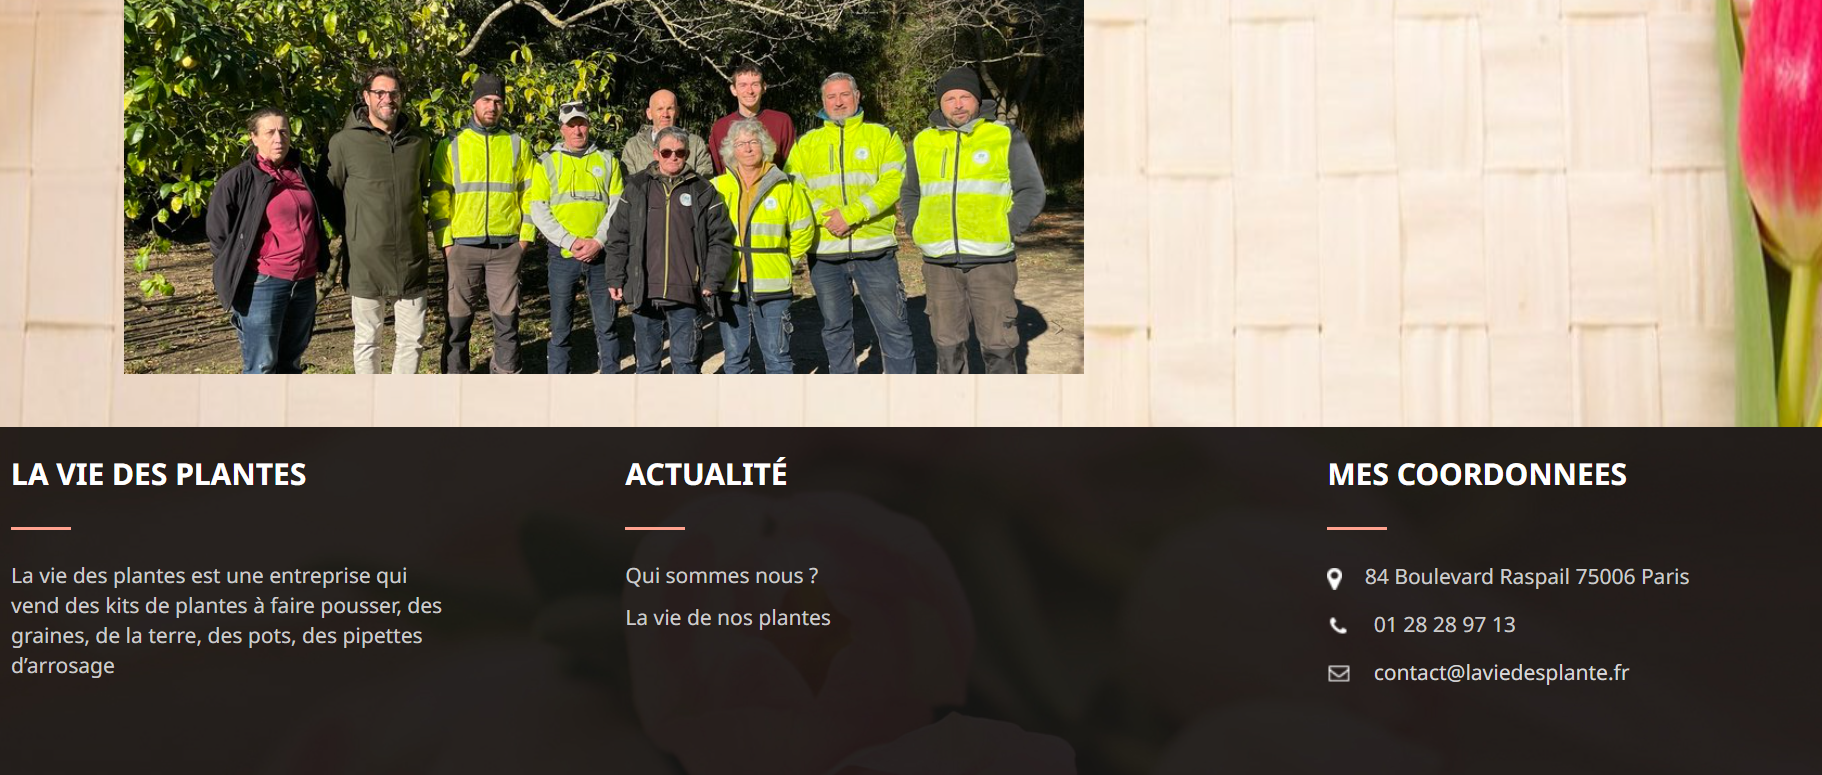 LA VIE DES PLANTES
La vie des plantes est une entreprise qui
vend des kits de plantes à faire pousser, des
graines, de la terre, des pots, des pipettes
d’arrosage
ACTUALITÉ
Qui sommes nous ?
La vie de nos plantes
MES COORDONNEES
84 Boulevard Raspail 75006 Paris
01 28 28 97 13
contact@laviedesplante.fr